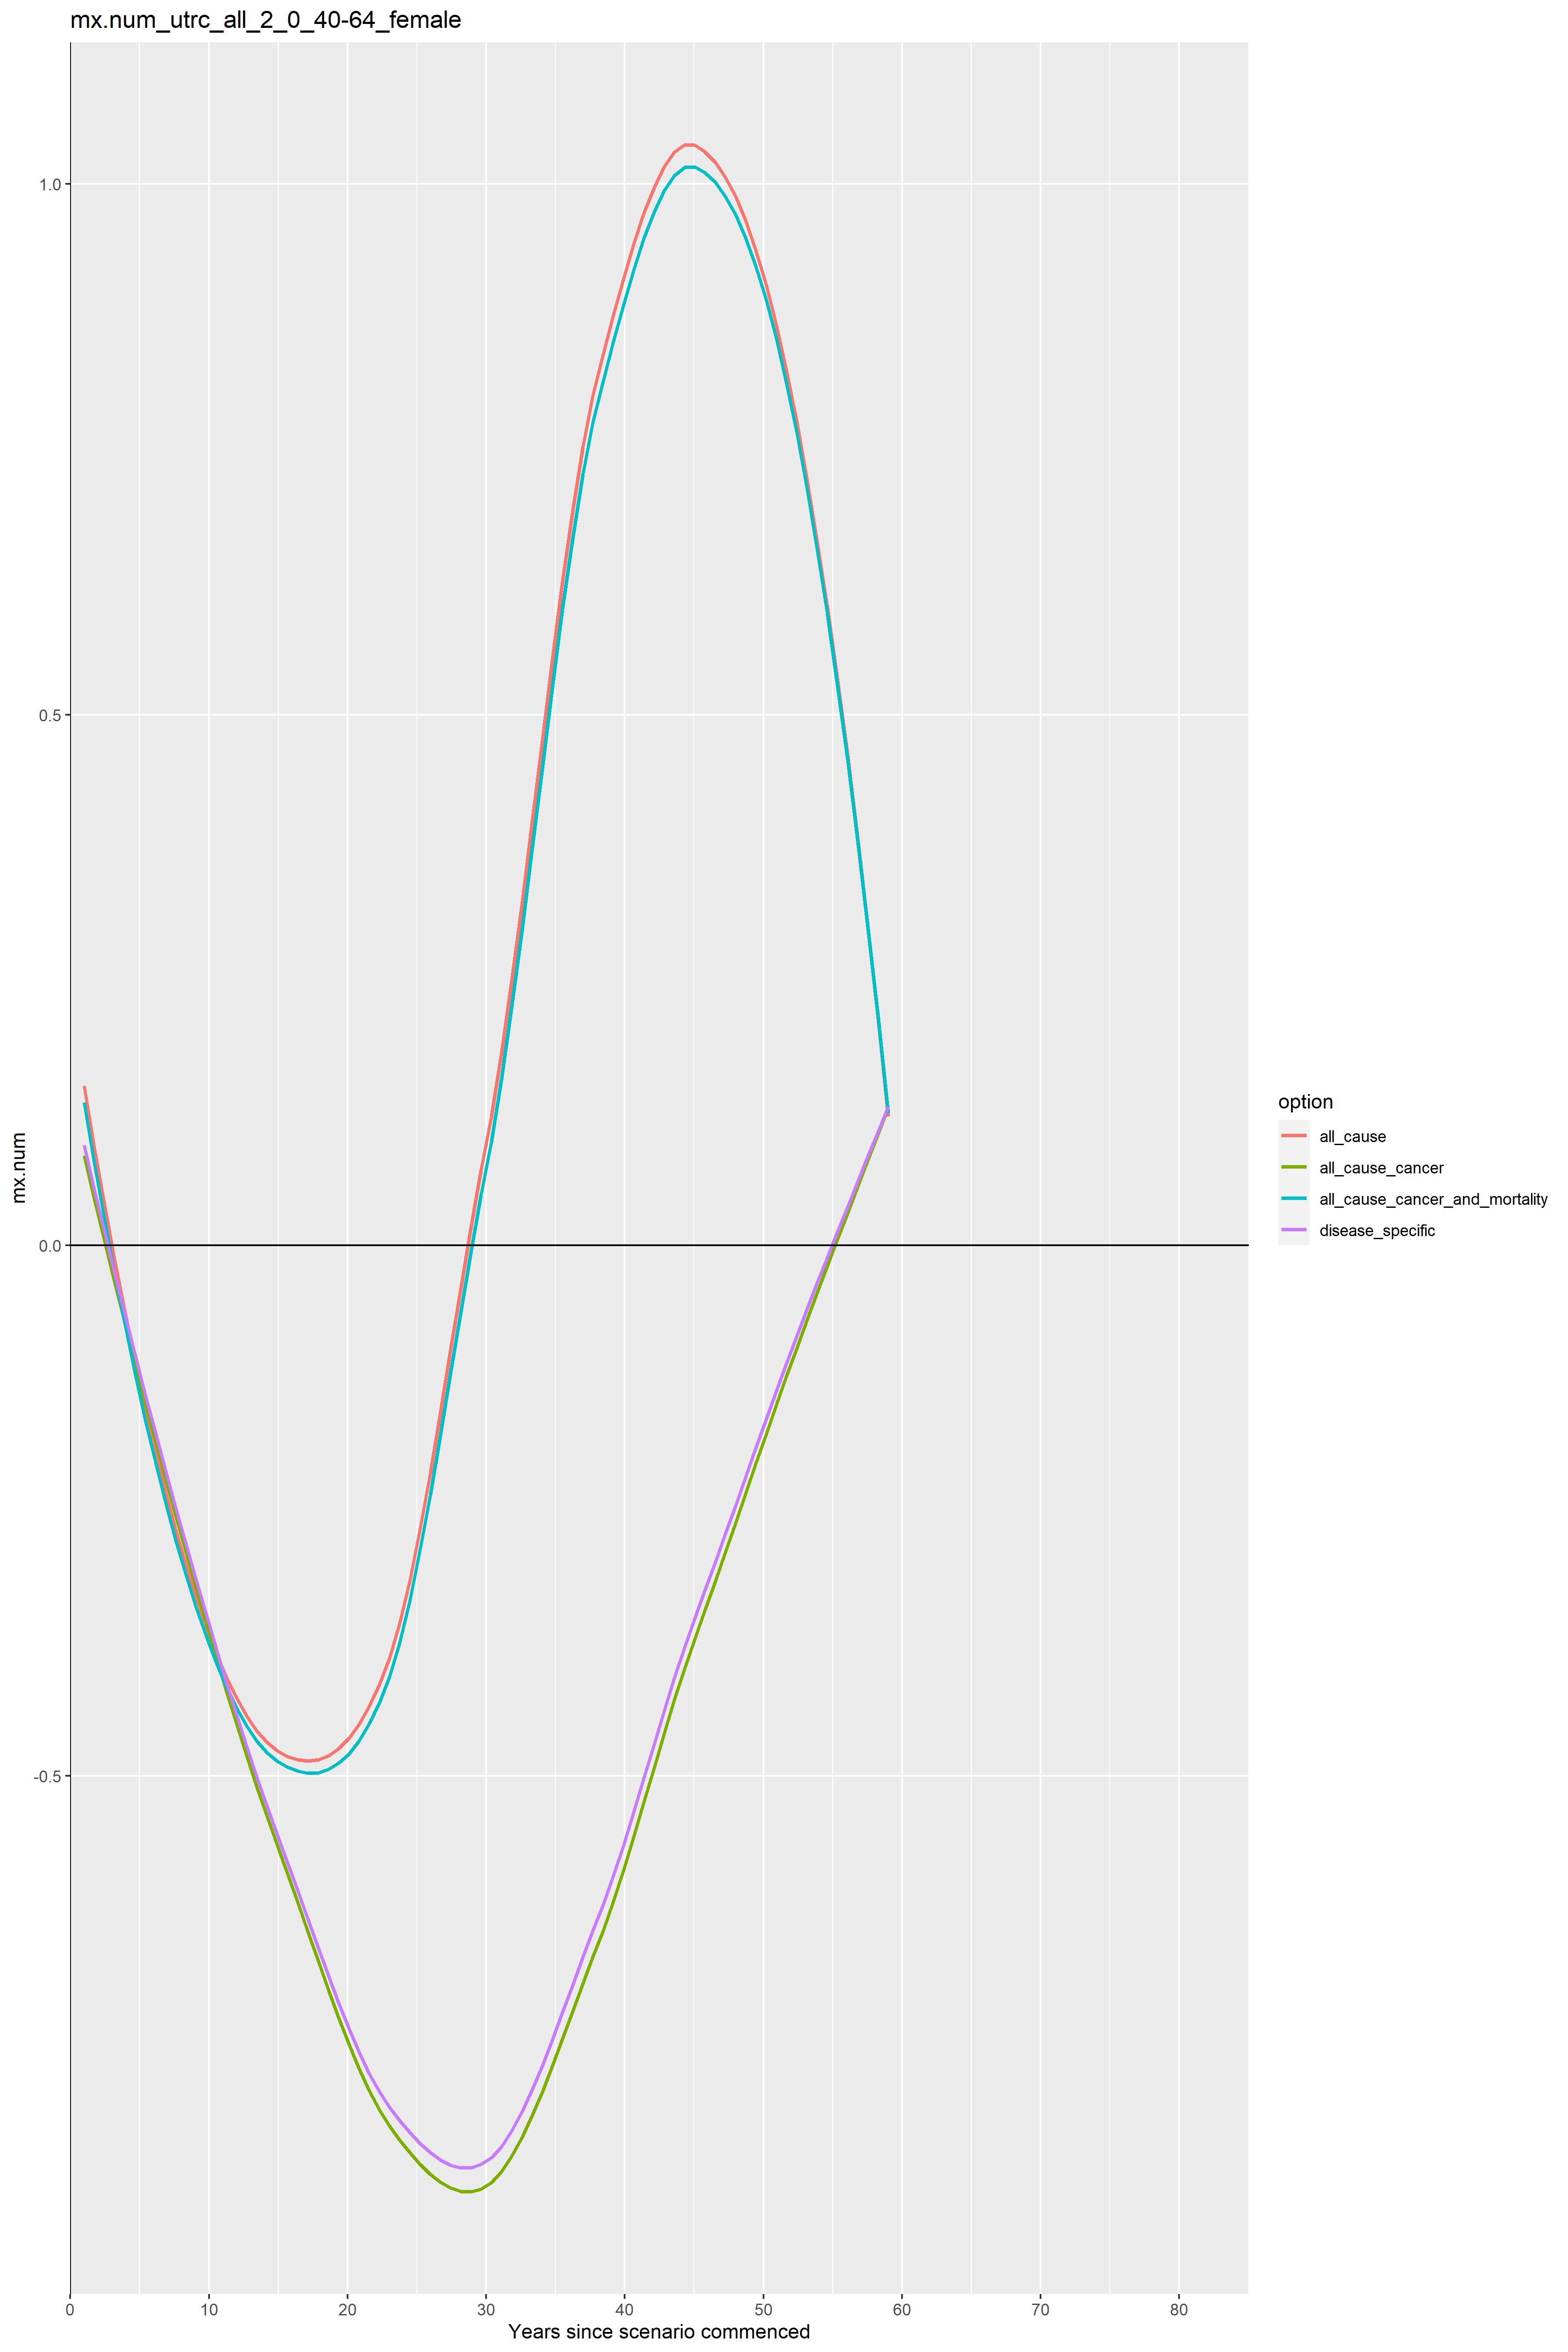 mx.num_utrc_all_2_0_40-64_female
1.0
0.5
0.0
-0.5
mx.num
0 10 20 30 40 50 60 70 80
Years since scenario commenced
option
all_cause
all_cause_cancer
all_cause_cancer_and_mortality
disease_specific